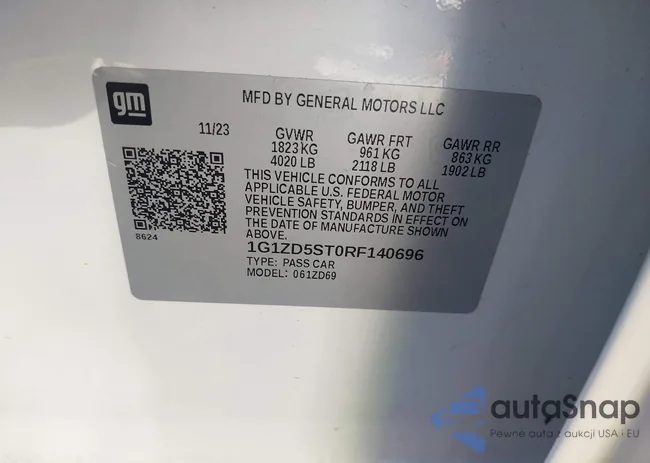 gm
MFD BY GENERAL MOTORS LLC
11/23
GVWR
1823 KG
4020 LB
GAWR FRT
961 KG
2118 LB
GAWR RR
863 KG
1902 LB
THIS VEHICLE CONFORMS TO ALL
APPLICABLE U.S. FEDERAL MOTOR
VEHICLE SAFETY, BUMPER, AND THEFT
PREVENTION STANDARDS IN EFFECT ON
THE DATE OF MANUFACTURE SHOWN
ABOVE.
8624
1G1ZD5ST0RF140696
TYPE: PASS CAR
MODEL: 061ZD69
autaSnap
Pewne auta z aukcji USA i EU